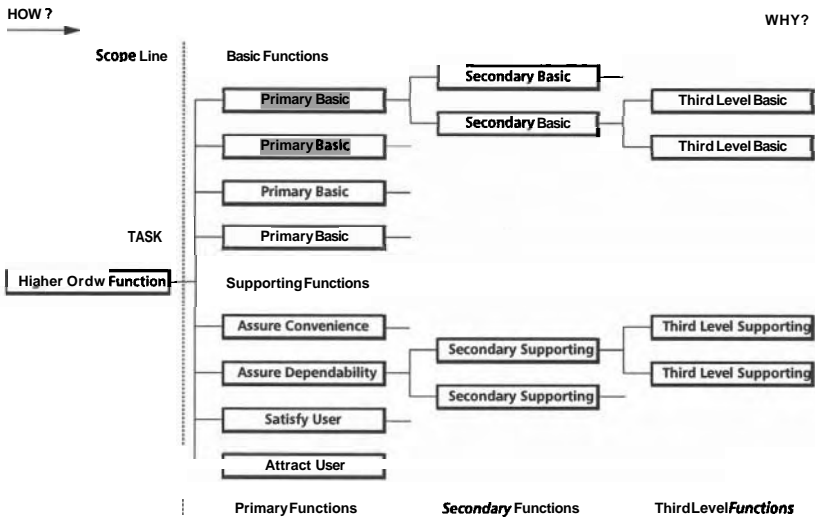 HOW ?
WHY?
Scope Line
Basic Functions
Secondary Basic
Primary Basic
Third Level Basic
Secondary Basic
Primary Basic
Third Level Basic
Primary Basic
TASK
Primary Basic
Higher Ordw Function
Supporting Functions
Assure Convenience
Third Level Supporting
Secondary Supporting
Assure Dependability
Third Level Supporting
Secondary Supporting
Satisfy User
Attract User
Primary Functions
Secondary Functions
Third Level Functions